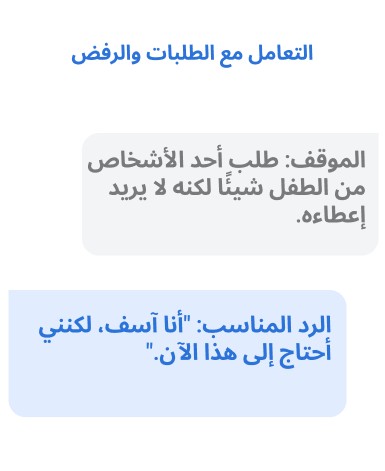 التعامل مع الطلبات والرفض
الموقف: طلب أحد الأشخاص
من الطفل شيئًا لكنه لا يريد
إعطاءه.
الرد المناسب: "أنا آسف، لكنني
أحتاج إلى هذا الآن."